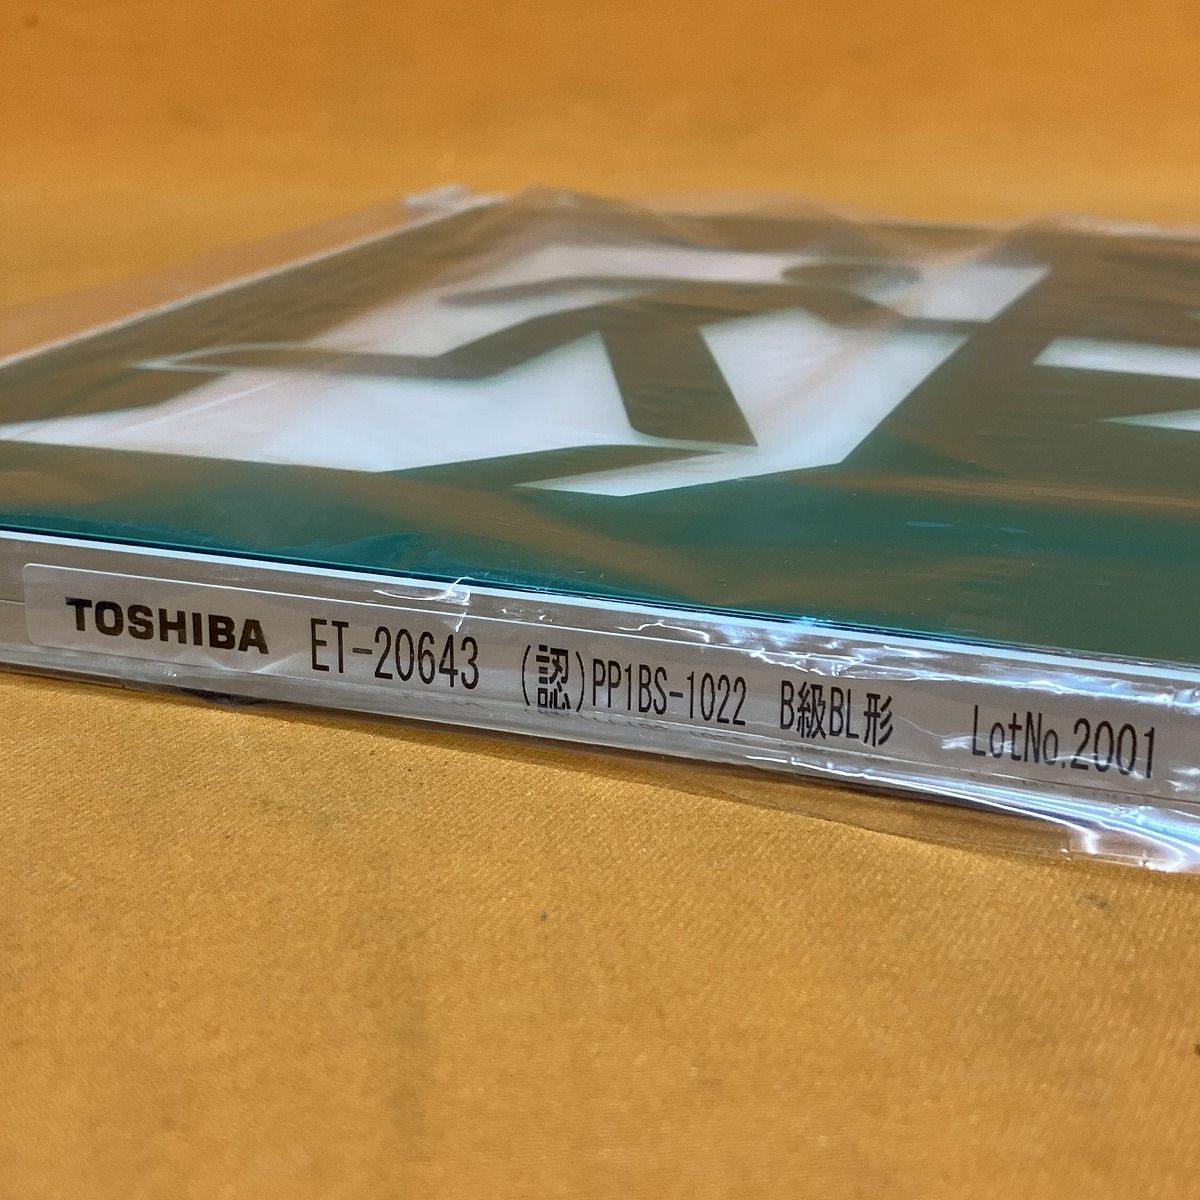 TOSHIBA ET-20643 (認)PP1BS-1022 B級BL形 LotNo.2001